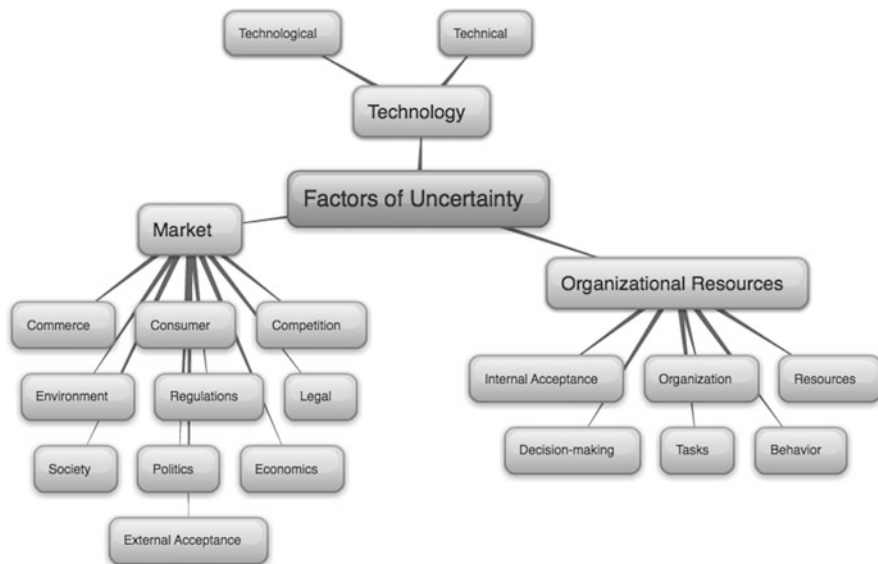 Technological
Technical
Technology
Factors of Uncertainty
Market
Organizational Resources
Commerce
Consumer
Competition
Internal Acceptance
Organization
Resources
Environment
Regulations
Legal
Decision-making
Tasks
Behavior
Society
Politics
Economics
External Acceptance